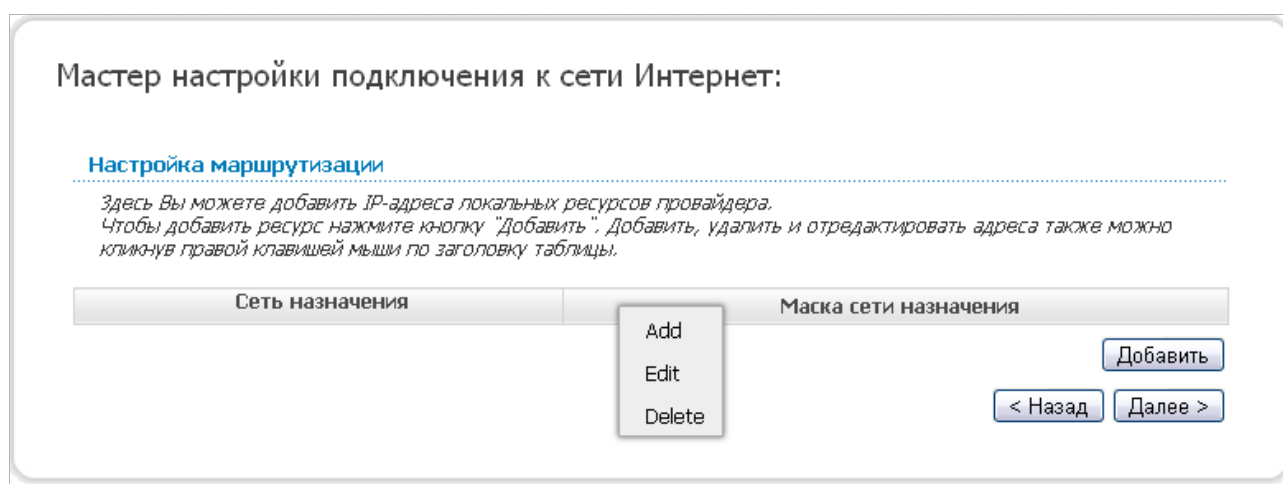 Мастер настройки подключения к сети Интернет:
Настройка маршрутизации
Здесь Вы можете добавить IP-адреса локальных ресурсов провайдера.
Чтобы добавить ресурс нажмите кнопку "Добавить". Добавить, удалить и отредактировать адреса также можно
кликнув правой клавишей мыши по заголовку таблицы.
Сеть назначения
Маска сети назначения
Add
Edit
Delete
Добавить
< Назад
Далее >